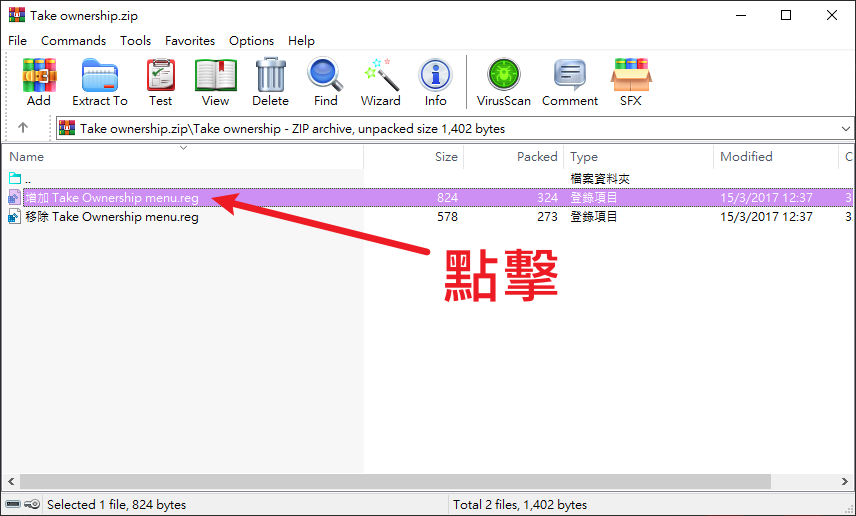 Take ownership.zip
File Commands Tools Favorites Options Help
Add Extract To Test View Delete Find Wizard Info VirusScan Comment SFX
Take ownership.zip\Take ownership - ZIP archive, unpacked size 1,402 bytes
Name Size Packed Type Modified C
.. 檔案資料夾
增加 Take Ownership menu.reg 824 324 登錄項目 15/3/2017 12:37 3
移除 Take Ownership menu.reg 578 273 登錄項目 15/3/2017 12:37 3
點擊
Selected 1 file, 824 bytes Total 2 files, 1,402 bytes